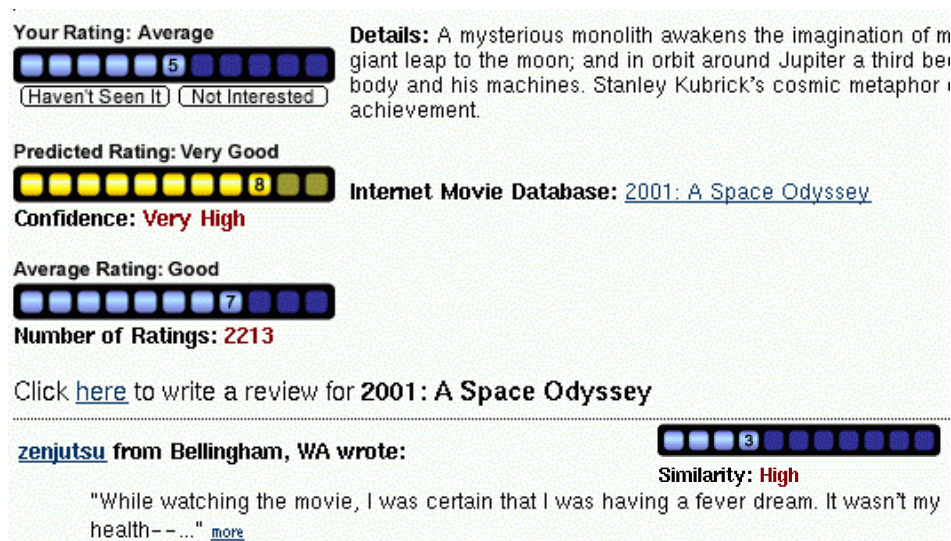 Your Rating: Average
5
Haven't Seen It Not Interested
Predicted Rating: Very Good
8
Confidence: Very High
Average Rating: Good
7
Number of Ratings: 2213
Details: A mysterious monolith awakens the imagination of m
giant leap to the moon; and in orbit around Jupiter a third be
body and his machines. Stanley Kubrick's cosmic metaphor
achievement.
Internet Movie Database: 2001: A Space Odyssey
Click here to write a review for 2001: A Space Odyssey
zenjutsu from Bellingham, WA wrote:
3
Similarity: High
"While watching the movie, I was certain that I was having a fever dream. It wasn't my
health--..." more